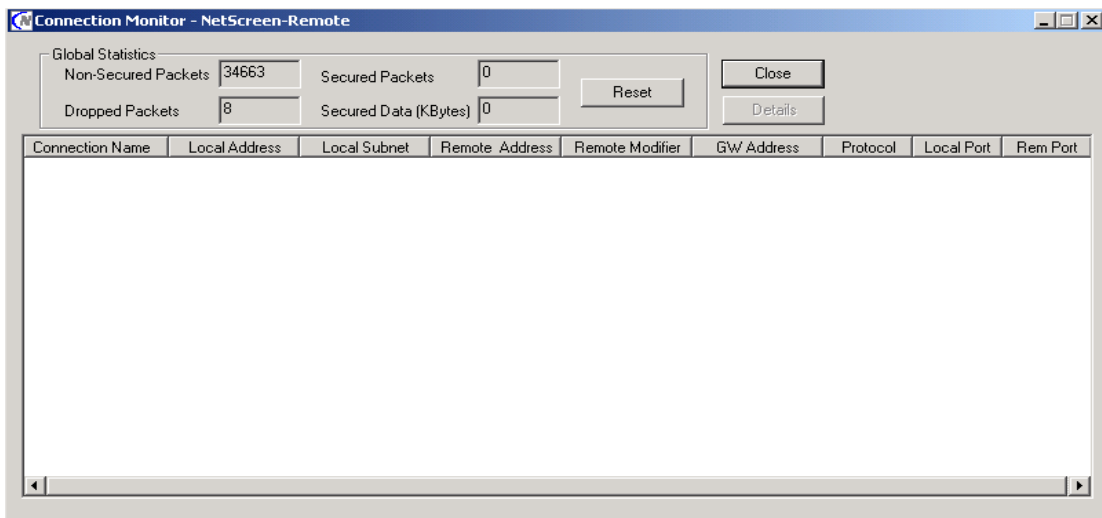 Connection Monitor - NetScreen-Remote
Global Statistics
Non-Secured Packets 34663 Secured Packets 0
Reset
Close
Dropped Packets 8 Secured Data (KBytes) 0
Details
Connection Name Local Address Local Subnet Remote Address Remote Modifier GW Address Protocol Local Port Rem Port